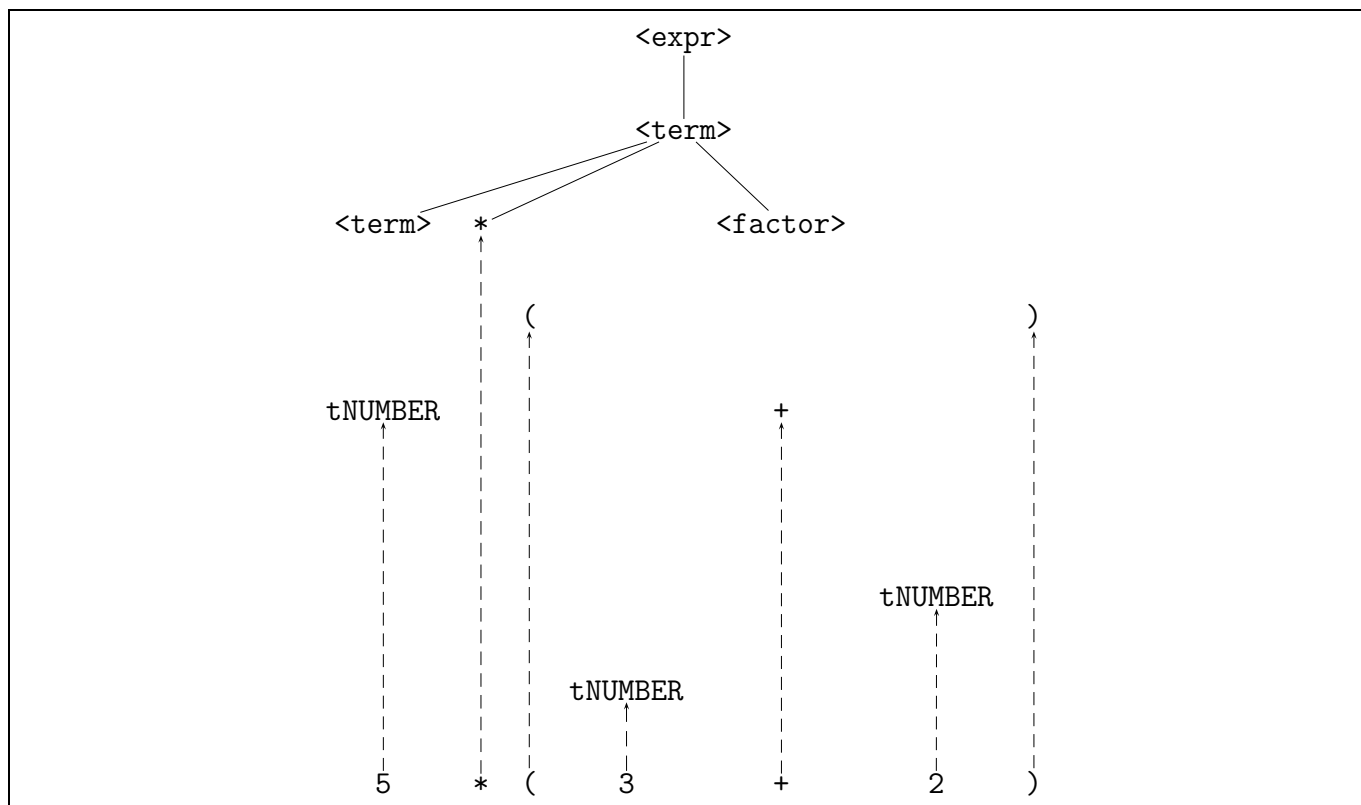 <expr>
<term>
<term> * <factor>
( )
tNUMBER +
tNUMBER
tNUMBER
5 * ( 3 + 2 )